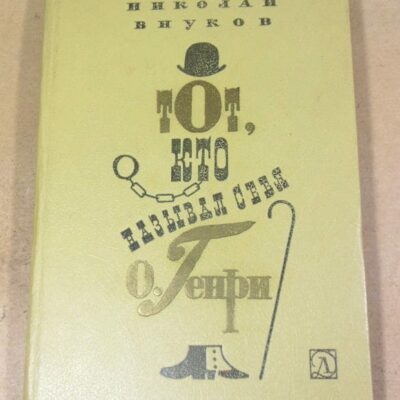 НИКОЛАЙ
ВНУКОВ
ТОТ,
КТО
НАЗЫВАЛ СЕБЯ
О. Генри
Д